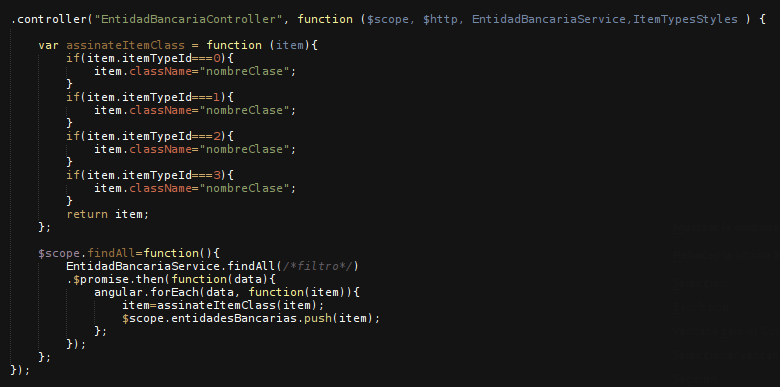 .controller("EntidadBancariaController", function ($scope, $http, EntidadBancariaService,ItemTypesStyles ) {
var assinateItemClass = function (item){
if(item.itemTypeId===0){
item.className="nombreClase";
}
if(item.itemTypeId===1){
item.className="nombreClase";
}
if(item.itemTypeId===2){
item.className="nombreClase";
}
if(item.itemTypeId===3){
item.className="nombreClase";
}
return item;
};
$scope.findAll=function(){
EntidadBancariaService.findAll(/*filtro*/)
.$promise.then(function(data){
angular.forEach(data, function(item)){
item=assinateItemClass(item);
$scope.entidadesBancarias.push(item);
};
});
};
});